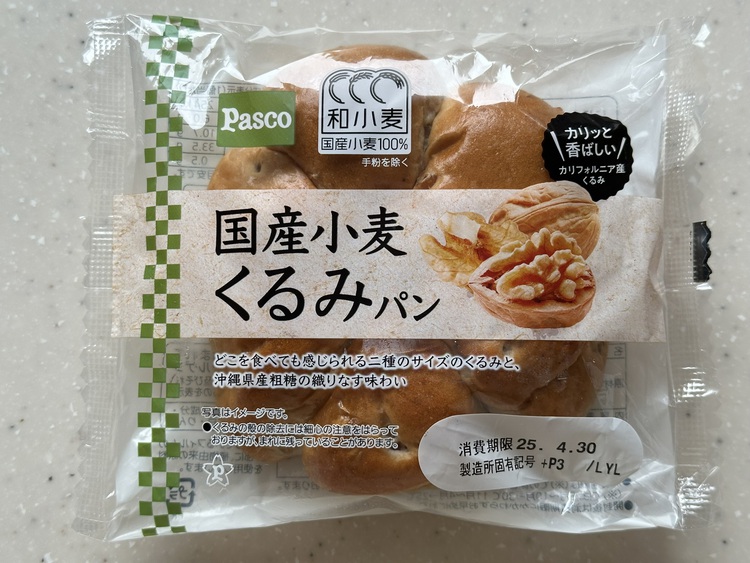 Pasco
和小麦
国産小麦100%
手粉を除く
カリッと
香ばしい
カリフォルニア産
くるみ
国産小麦
くるみパン
どこを食べても感じられる二種のサイズのくるみと、
沖縄県産粗糖の織りなす味わい
写真はイメージです。
●くるみの殻の除去には細心の注意をはらって
おりますが、まれに残っていることがあります。
消費期限 25. 4.30
製造所固有記号 +P3 /LYL